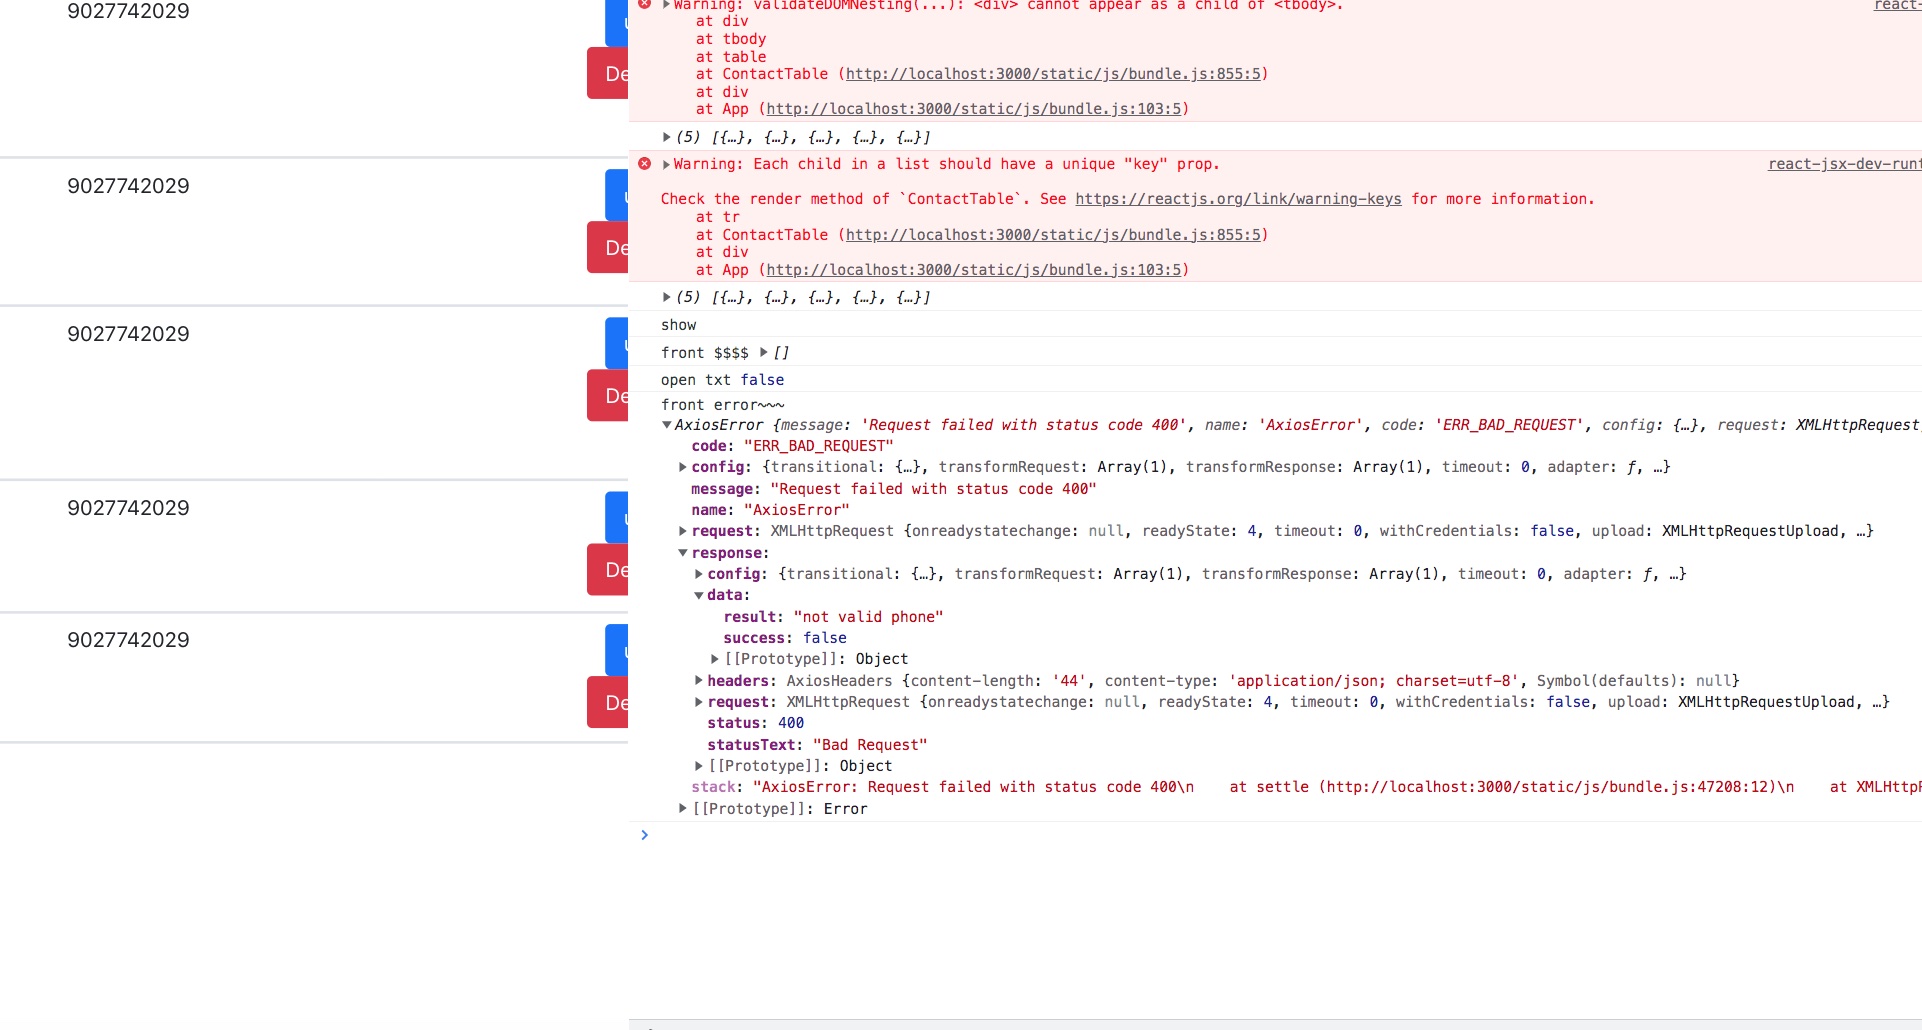 9027742029
De
9027742029
De
9027742029
De
9027742029
De
9027742029
De
Warning: validateDOMNesting(...): <div> cannot appear as a child of <tbody>.
react-
at div
at tbody
at table
at ContactTable (http://localhost:3000/static/js/bundle.js:855:5)
at div
at App (http://localhost:3000/static/js/bundle.js:103:5)
(5) [{…}, {…}, {…}, {…}, {…}]
Warning: Each child in a list should have a unique "key" prop.
react-jsx-dev-runt
Check the render method of `ContactTable`. See https://reactjs.org/link/warning-keys for more information.
at tr
at ContactTable (http://localhost:3000/static/js/bundle.js:855:5)
at div
at App (http://localhost:3000/static/js/bundle.js:103:5)
(5) [{…}, {…}, {…}, {…}, {…}]
show
front $$$$ []
open txt false
front error~~~
AxiosError {message: 'Request failed with status code 400', name: 'AxiosError', code: 'ERR_BAD_REQUEST', config: {…}, request: XMLHttpRequest,
code: "ERR_BAD_REQUEST"
config: {transitional: {…}, transformRequest: Array(1), transformResponse: Array(1), timeout: 0, adapter: ƒ, …}
message: "Request failed with status code 400"
name: "AxiosError"
request: XMLHttpRequest {onreadystatechange: null, readyState: 4, timeout: 0, withCredentials: false, upload: XMLHttpRequestUpload, …}
response:
config: {transitional: {…}, transformRequest: Array(1), transformResponse: Array(1), timeout: 0, adapter: ƒ, …}
data:
result: "not valid phone"
success: false
[[Prototype]]: Object
headers: AxiosHeaders {content-length: '44', content-type: 'application/json; charset=utf-8', Symbol(defaults): null}
request: XMLHttpRequest {onreadystatechange: null, readyState: 4, timeout: 0, withCredentials: false, upload: XMLHttpRequestUpload, …}
status: 400
statusText: "Bad Request"
[[Prototype]]: Object
stack: "AxiosError: Request failed with status code 400\n    at settle (http://localhost:3000/static/js/bundle.js:47208:12)\n    at XMLHttpR
[[Prototype]]: Error